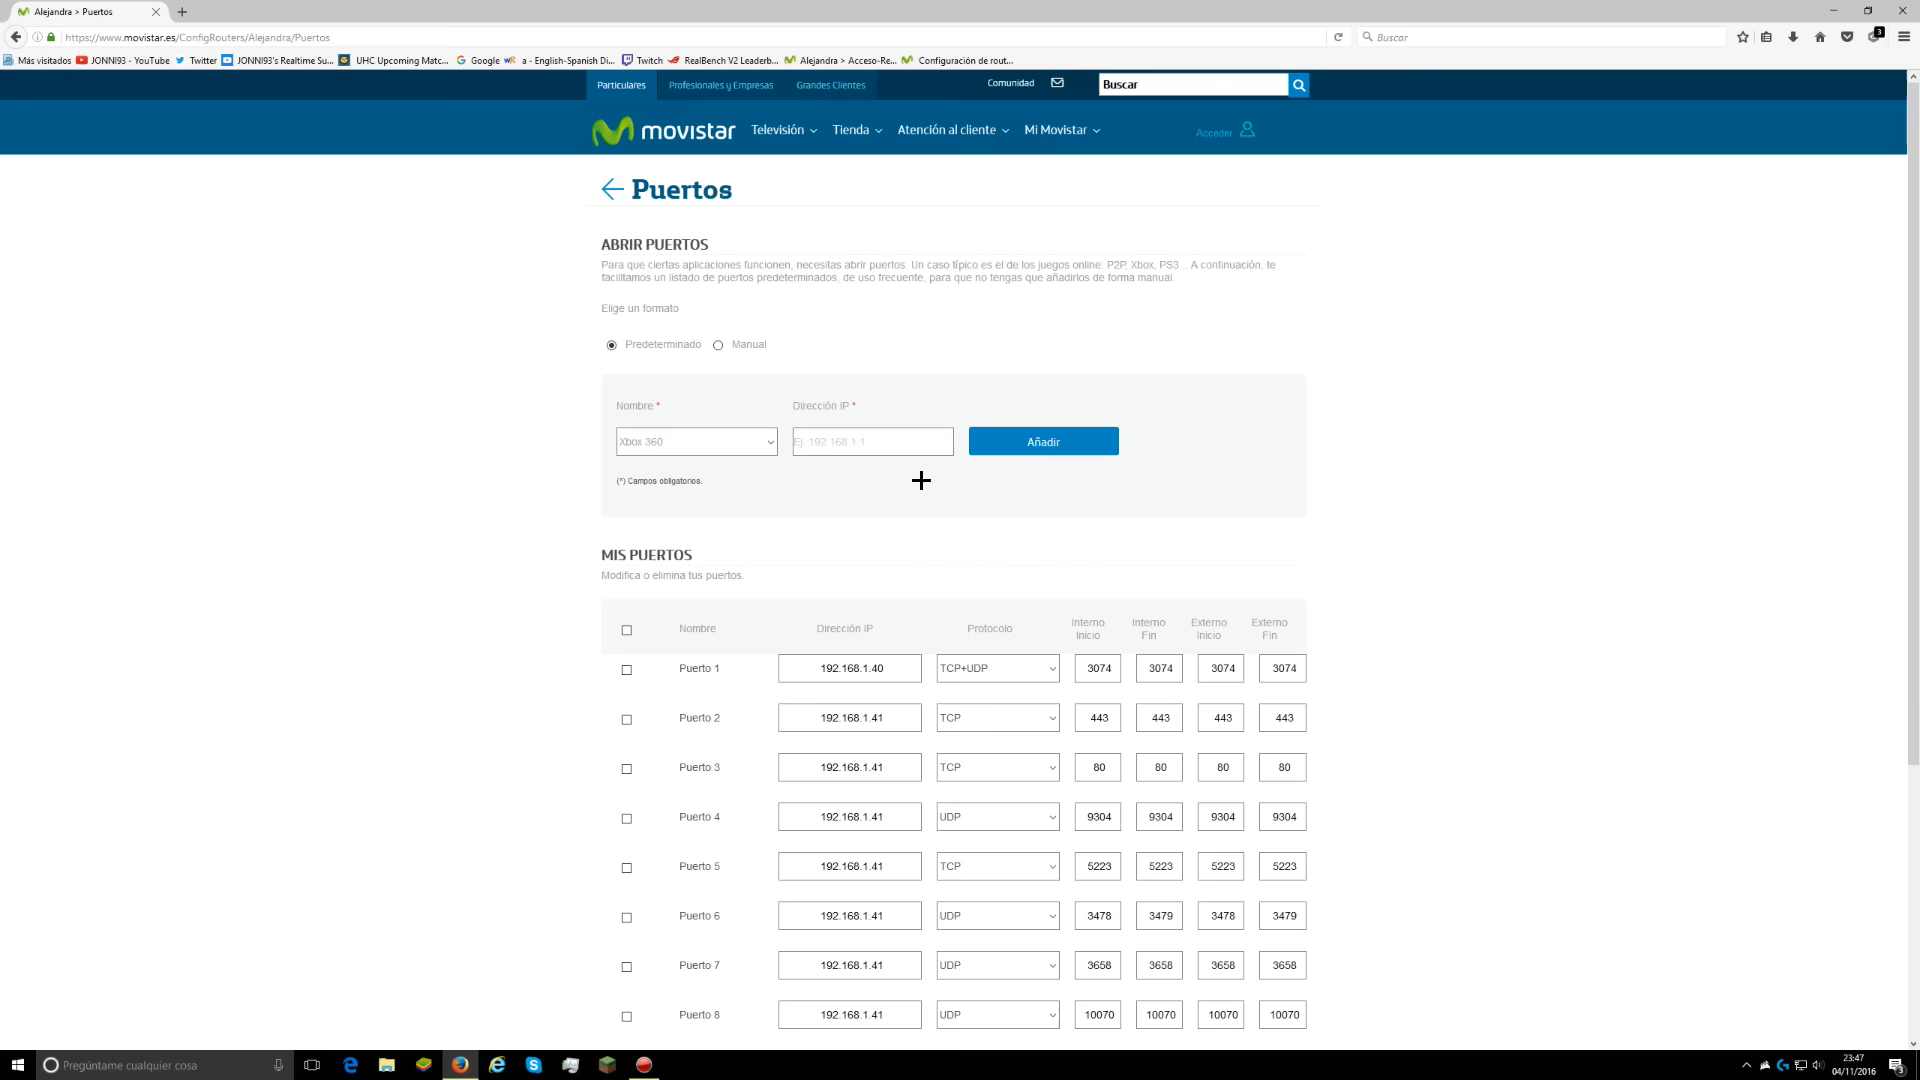 Alejandra > Puertos
https://www.movistar.es/ConfigRouters/Alejandra/Puertos
Buscar
3
Más visitados JONNI93 - YouTube Twitter JONNI93's Realtime Su... UHC Upcoming Matc... Google a - English-Spanish Di... Twitch RealBench V2 Leaderb... Alejandra > Acceso-Re... Configuración de rout...
Particulares Profesionales y Empresas Grandes Clientes Comunidad Buscar
movistar Televisión Tienda Atención al cliente Mi Movistar Acceder
Puertos
ABRIR PUERTOS
Para que ciertas aplicaciones funcionen, necesitas abrir puertos. Un caso típico es el de los juegos online: P2P, Xbox, PS3... A continuación, te
facilitamos un listado de puertos predeterminados, de uso frecuente, para que no tengas que añadirlos de forma manual.
Elige un formato
Predeterminado Manual
Nombre * Dirección IP *
Xbox 360 Ej: 192.168.1.1 Añadir
(*) Campos obligatorios.
MIS PUERTOS
Modifica o elimina tus puertos.
Nombre Dirección IP Protocolo Interno Inicio Interno Fin Externo Inicio Externo Fin
Puerto 1 192.168.1.40 TCP+UDP 3074 3074 3074 3074
Puerto 2 192.168.1.41 TCP 443 443 443 443
Puerto 3 192.168.1.41 TCP 80 80 80 80
Puerto 4 192.168.1.41 UDP 9304 9304 9304 9304
Puerto 5 192.168.1.41 TCP 5223 5223 5223 5223
Puerto 6 192.168.1.41 UDP 3478 3479 3478 3479
Puerto 7 192.168.1.41 UDP 3658 3658 3658 3658
Puerto 8 192.168.1.41 UDP 10070 10070 10070 10070
Pregúntame cualquier cosa
23:47
04/11/2016
3